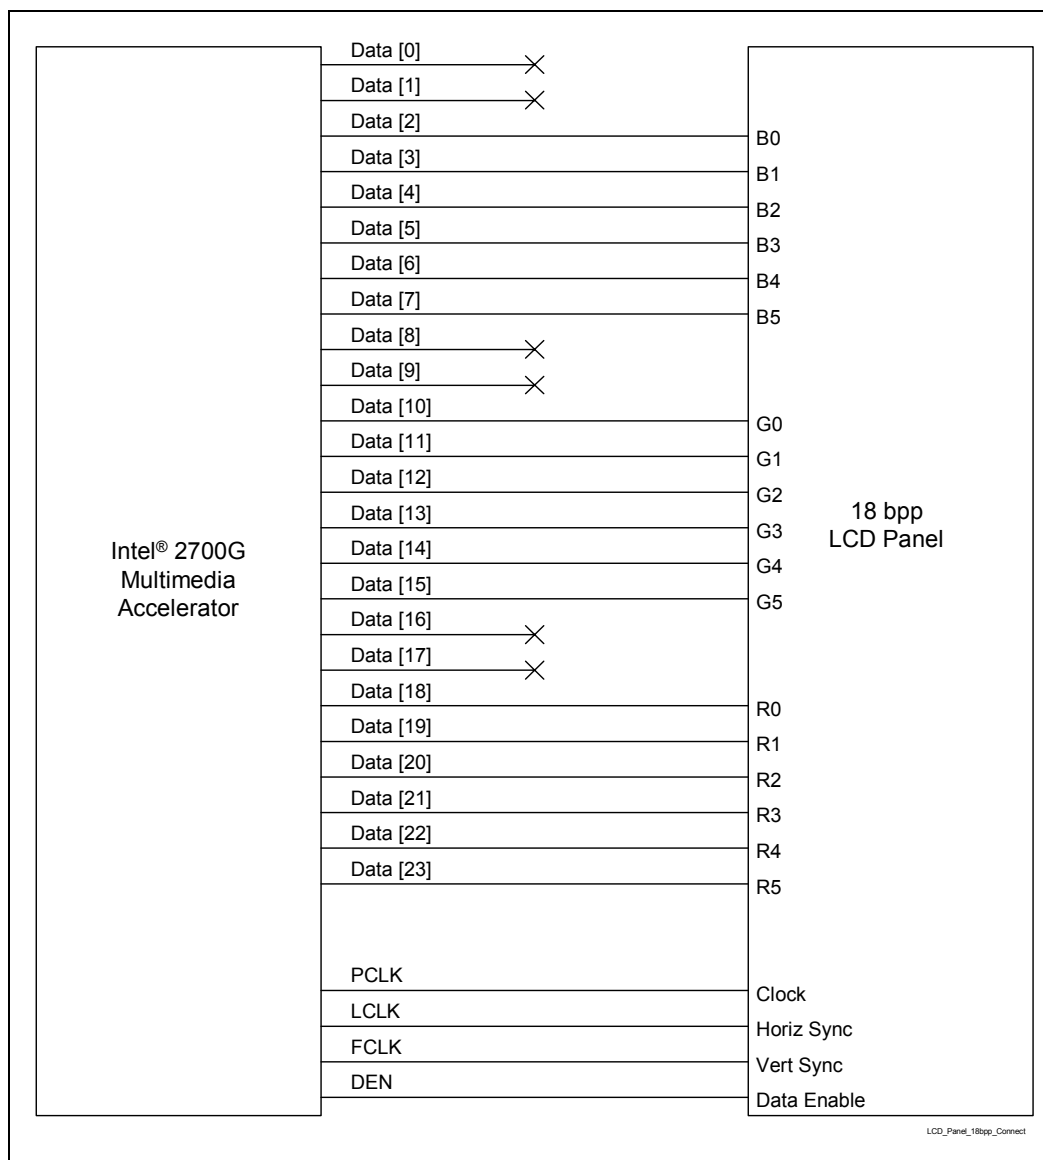 Data [0]
Data [1]
Data [2]
B0
Data [3]
B1
Data [4]
B2
Data [5]
B3
Data [6]
B4
Data [7]
B5
Data [8]
Data [9]
Data [10]
G0
Data [11]
G1
Data [12]
G2
Data [13]
G3
Data [14]
G4
Data [15]
G5
18 bpp
LCD Panel
Intel® 2700G
Multimedia
Accelerator
Data [16]
Data [17]
Data [18]
R0
Data [19]
R1
Data [20]
R2
Data [21]
R3
Data [22]
R4
Data [23]
R5
PCLK
Clock
LCLK
Horiz Sync
FCLK
Vert Sync
DEN
Data Enable
LCD_Panel_18bpp_Connect